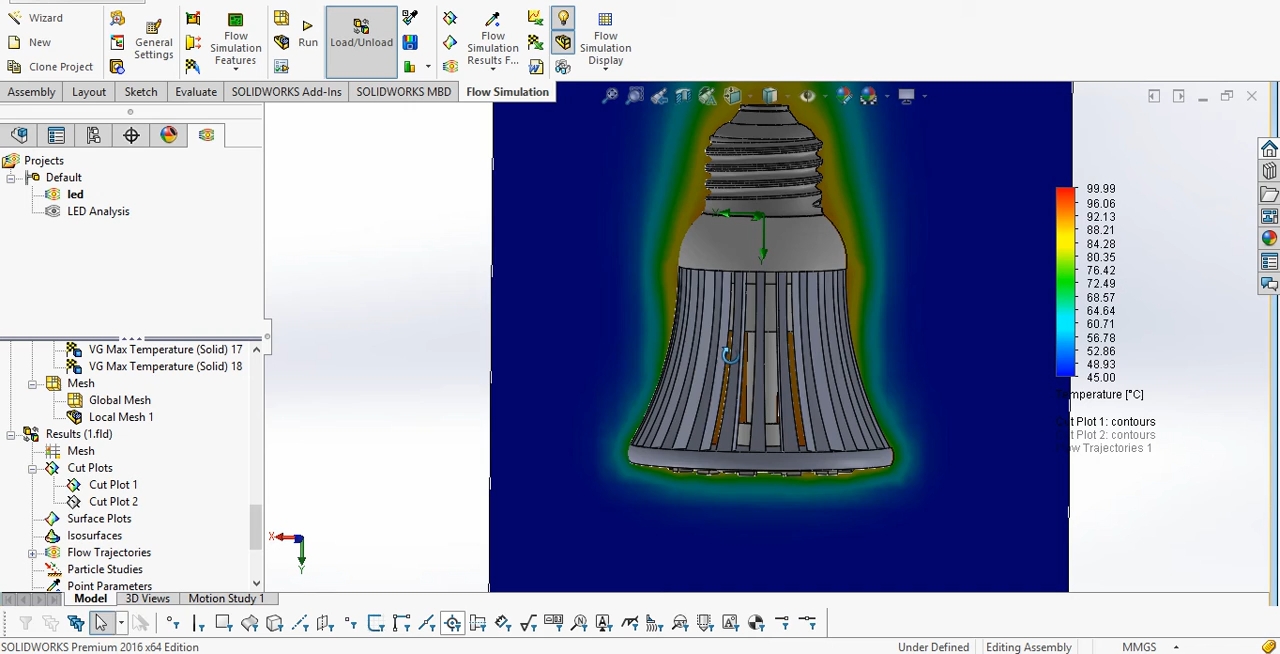 Wizard
New
Clone Project
General
Settings
Flow
Simulation
Features
Run
Load/Unload
Flow
Simulation
Results F...
Flow
Simulation
Display
Assembly
Layout
Sketch
Evaluate
SOLIDWORKS Add-Ins
SOLIDWORKS MBD
Flow Simulation
Projects
Default
led
LED Analysis
VG Max Temperature (Solid) 17
VG Max Temperature (Solid) 18
Mesh
Global Mesh
Local Mesh 1
Results (1.fld)
Mesh
Cut Plots
Cut Plot 1
Cut Plot 2
Surface Plots
Isosurfaces
Flow Trajectories
Particle Studies
Point Parameters
X
Y
Y
99.99
96.06
92.13
88.21
84.28
80.35
76.42
72.49
68.57
64.64
60.71
56.78
52.86
48.93
45.00
Temperature [°C]
Cut Plot 1: contours
Cut Plot 2: contours
Flow Trajectories 1
Model
3D Views
Motion Study 1
SOLIDWORKS Premium 2016 x64 Edition
Under Defined
Editing Assembly
MMGS